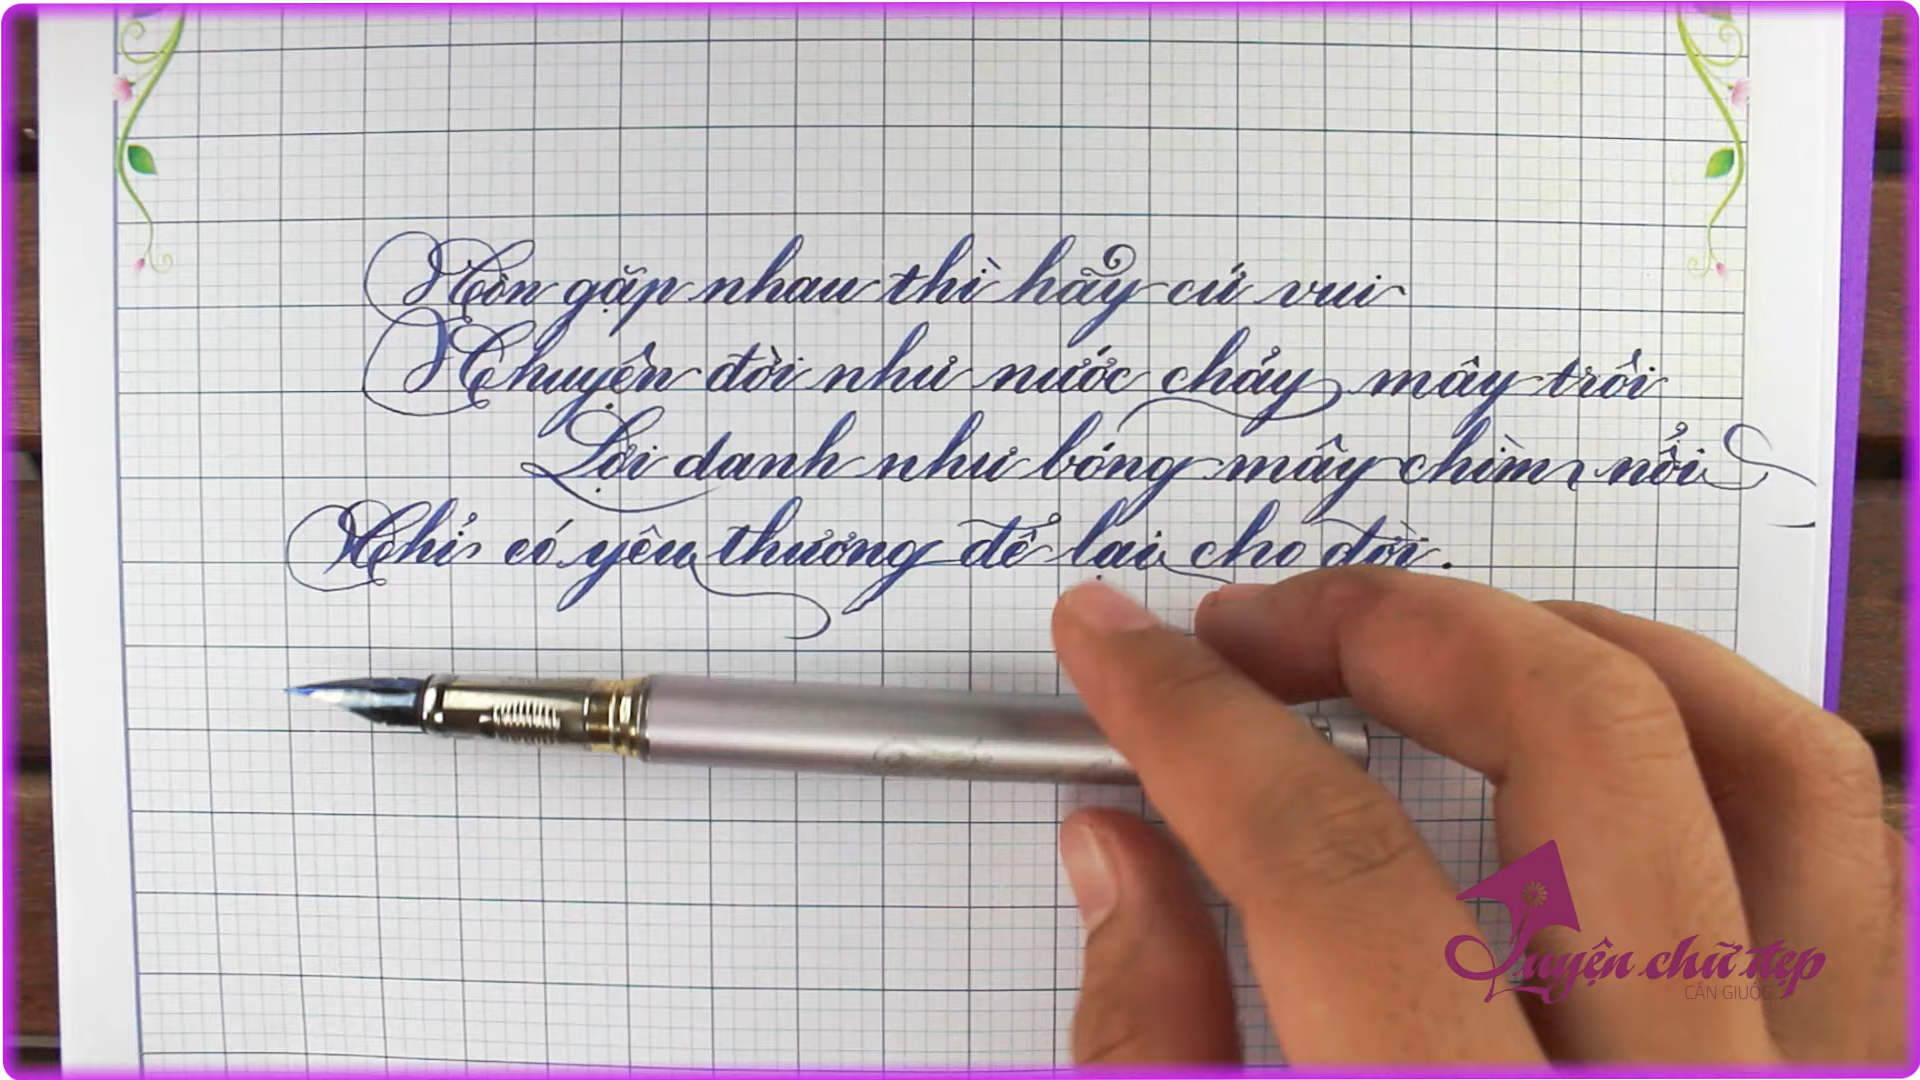 Còn gặp nhau thì hãy cứ vui
Chuyện đời như nước chảy mây trôi
Lợi danh như bóng mây chìm nổi
Chỉ có yêu thương để lại cho đời.
Luyện chữ đẹp
CẦN GIUỘC